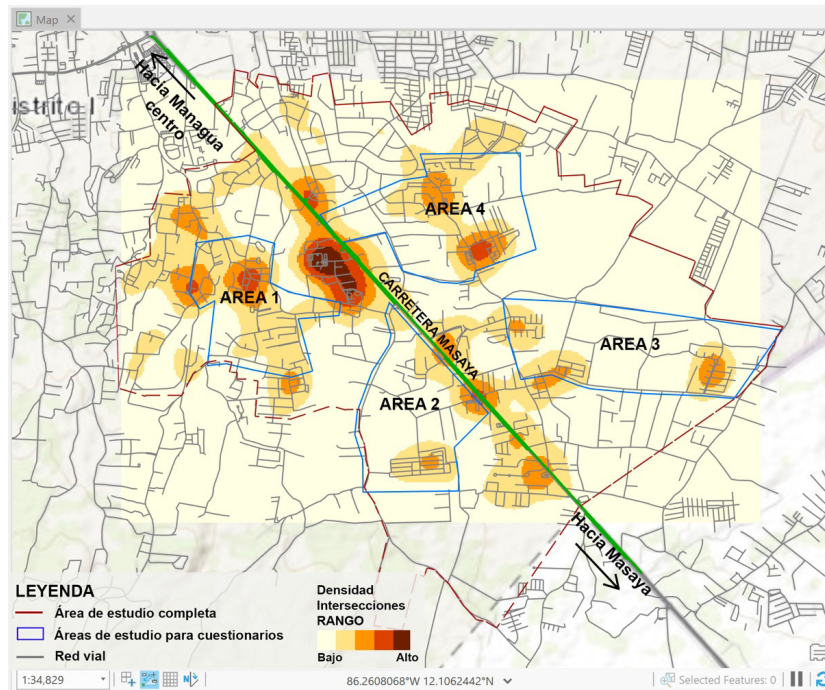 Map
Hacia Managua
centro
istrito I
AREA 4
AREA 1
CARRETERA MASAYA
AREA 3
AREA 2
Hacia Masaya
LEYENDA
Área de estudio completa
Áreas de estudio para cuestionarios
Red vial
Densidad
Intersecciones
RANGO
Bajo Alto
1:34,829
86.2608068°W 12.1062442°N
Selected Features: 0